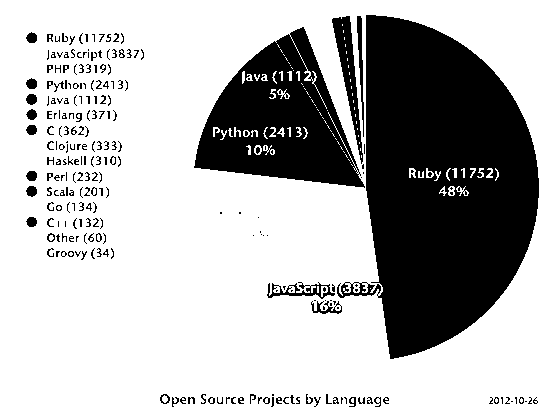 Ruby (11752)
JavaScript (3837)
PHP (3319)
Python (2413)
Java (1112)
Erlang (371)
C (362)
Clojure (333)
Haskell (310)
Perl (232)
Scala (201)
Go (134)
C++ (132)
Other (60)
Groovy (34)
Java (1112)
5%
Python (2413)
10%
Ruby (11752)
48%
JavaScript (3837)
16%
Open Source Projects by Language
2012-10-26